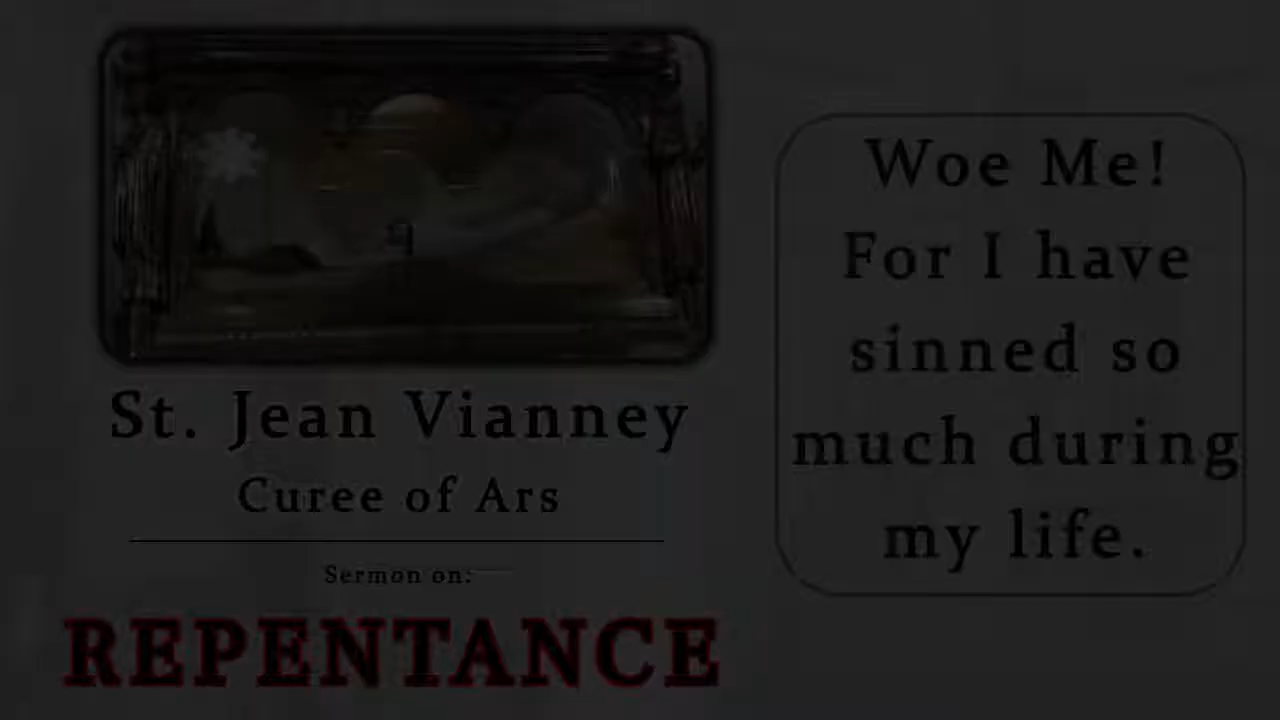 St. Jean Vianney
Curee of Ars
Sermon on:
REPENTANCE
Woe Me!
For I have
sinned so
much during
my life.